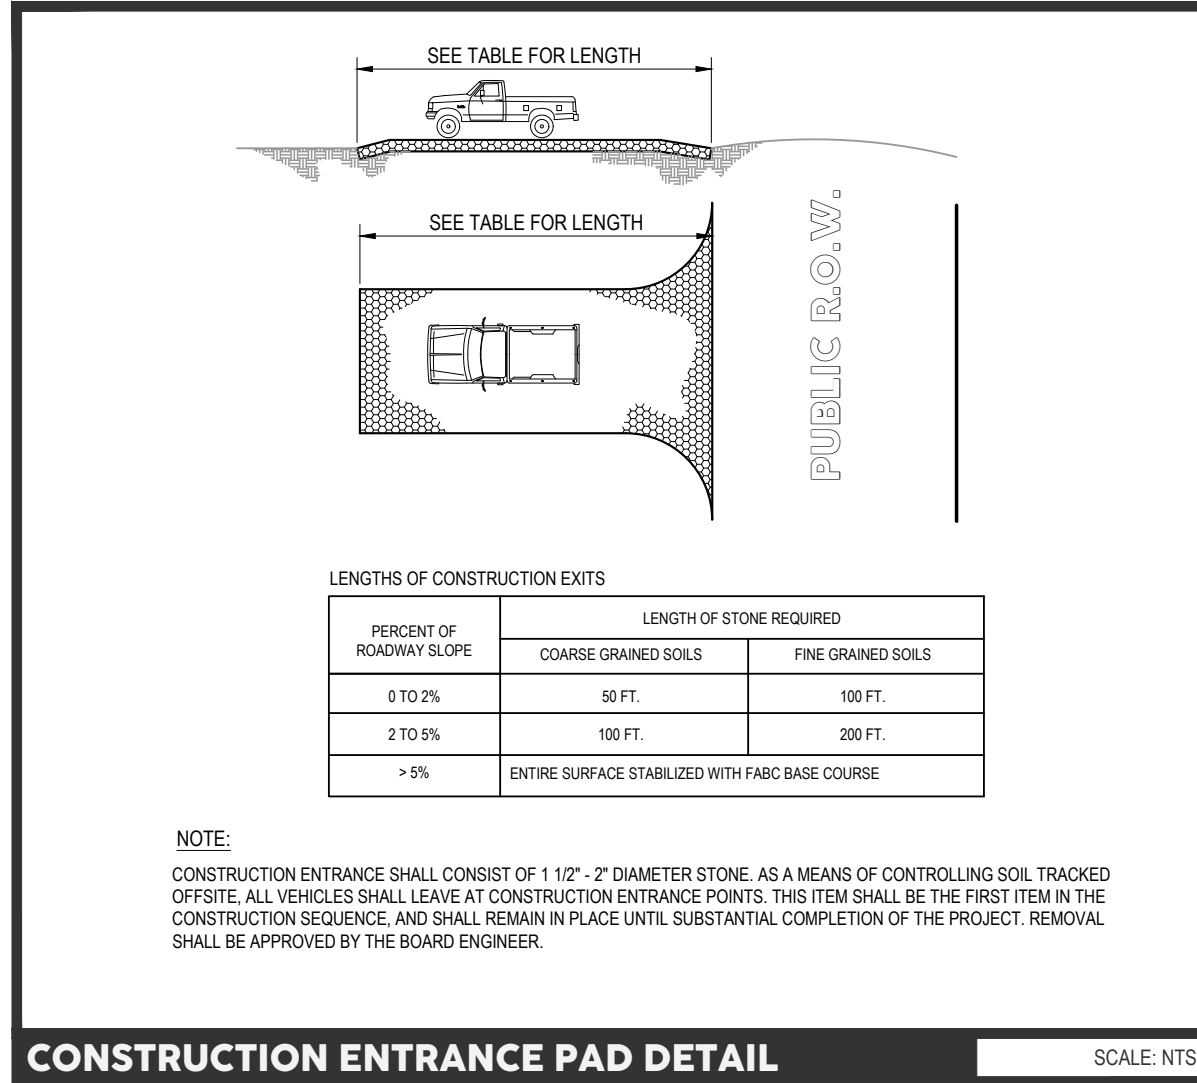 SEE TABLE FOR LENGTH
SEE TABLE FOR LENGTH
PUBLIC R.O.W.
LENGTHS OF CONSTRUCTION EXITS
PERCENT OF
ROADWAY SLOPE
LENGTH OF STONE REQUIRED
COARSE GRAINED SOILS
FINE GRAINED SOILS
0 TO 2%
50 FT.
100 FT.
2 TO 5%
100 FT.
200 FT.
> 5%
ENTIRE SURFACE STABILIZED WITH FABC BASE COURSE
NOTE:
CONSTRUCTION ENTRANCE SHALL CONSIST OF 1 1/2" - 2" DIAMETER STONE. AS A MEANS OF CONTROLLING SOIL TRACKED
OFFSITE, ALL VEHICLES SHALL LEAVE AT CONSTRUCTION ENTRANCE POINTS. THIS ITEM SHALL BE THE FIRST ITEM IN THE
CONSTRUCTION SEQUENCE, AND SHALL REMAIN IN PLACE UNTIL SUBSTANTIAL COMPLETION OF THE PROJECT. REMOVAL
SHALL BE APPROVED BY THE BOARD ENGINEER.
CONSTRUCTION ENTRANCE PAD DETAIL
SCALE: NTS